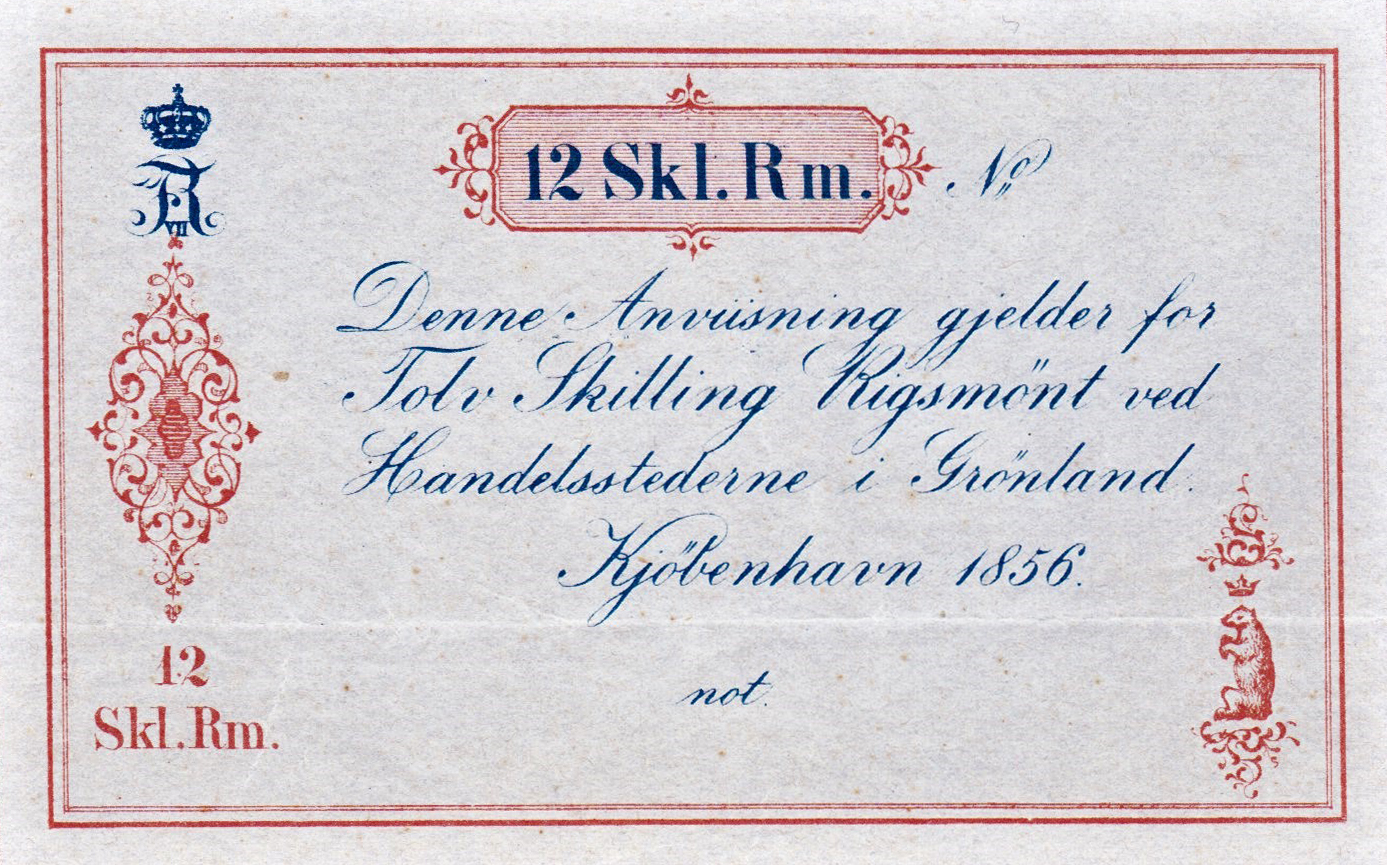 F VII
12 Skl. Rm. No
Denne Anviisning gjelder for
Tolv Skilling Rigsmönt ved
Handelsstederne i Grönland.
Kjöbenhavn 1856.
not.
12
Skl. Rm.